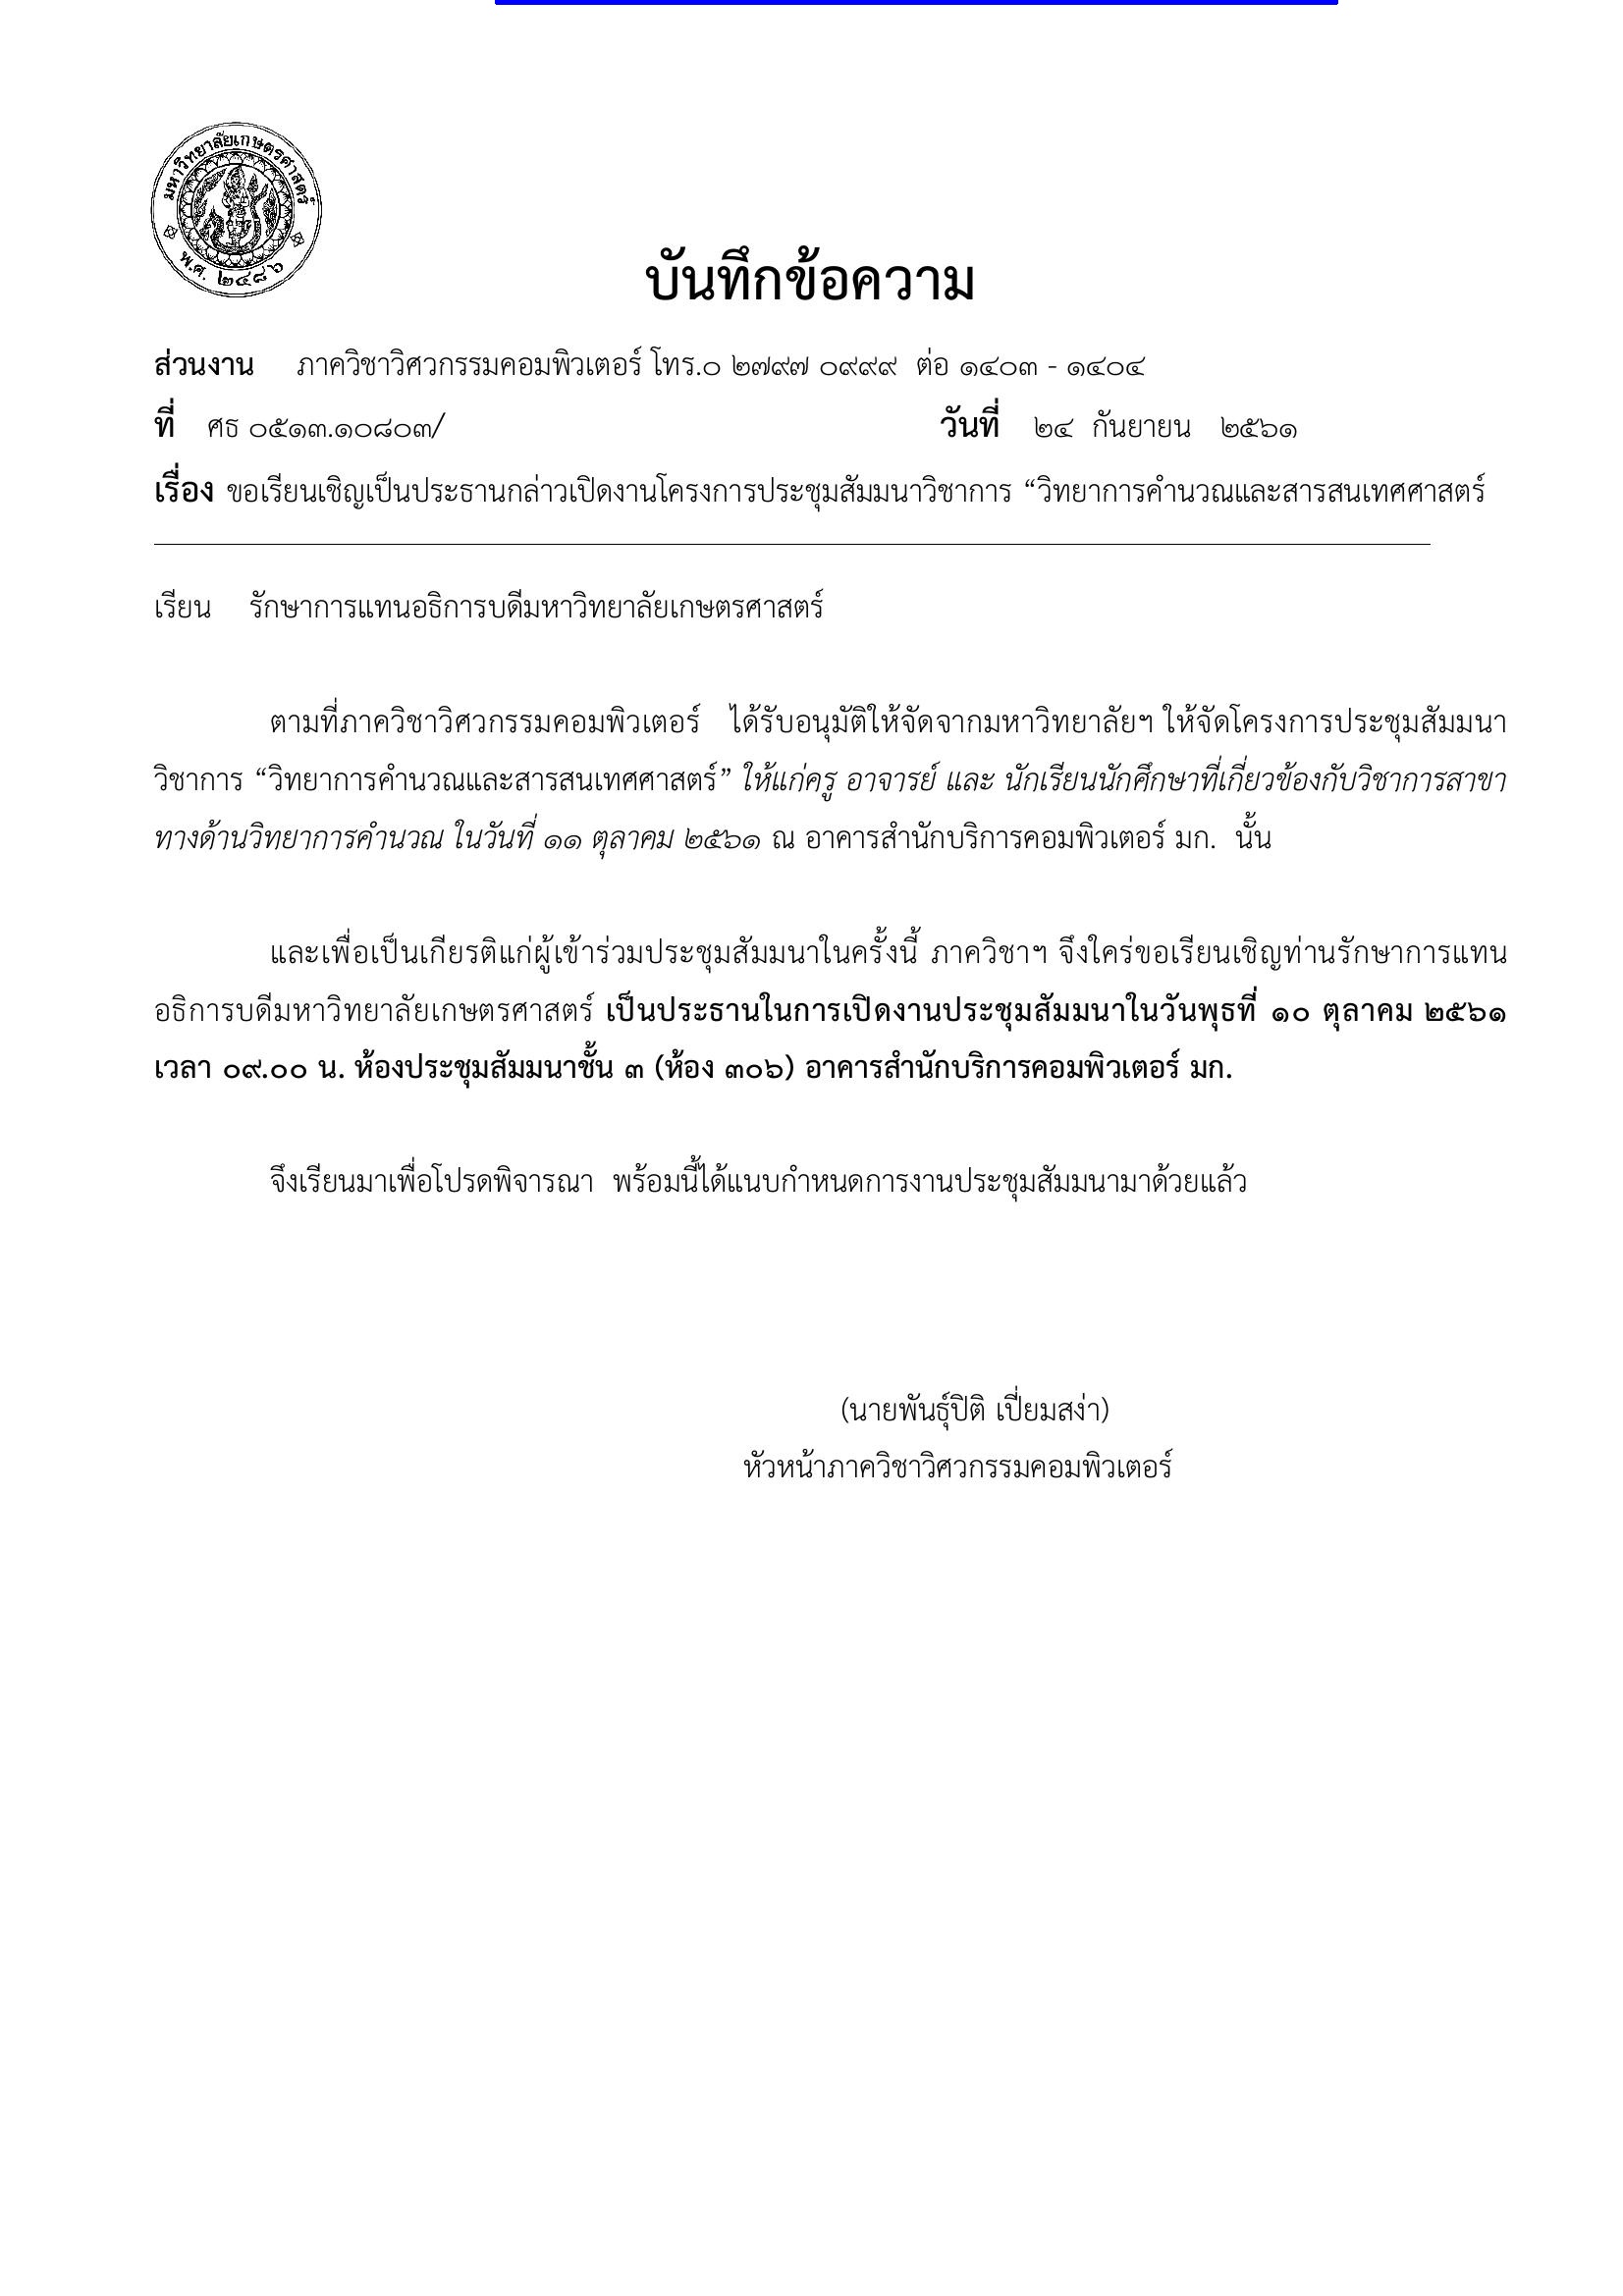 มหาวิทยาลัยเกษตรศาสตร์
พ.ศ. ๒๔๘๖
บันทึกข้อความ
ส่วนงาน ภาควิชาวิศวกรรมคอมพิวเตอร์ โทร.๐ ๒๗๙๗ ๐๙๙๙ ต่อ ๑๔๐๓ - ๑๔๐๔
ที่ ศธ ๐๕๑๓.๑๐๘๐๓/ วันที่ ๒๔ กันยายน ๒๕๖๑
เรื่อง ขอเรียนเชิญเป็นประธานกล่าวเปิดงานโครงการประชุมสัมมนาวิชาการ “วิทยาการคำนวณและสารสนเทศศาสตร์
เรียน รักษาการแทนอธิการบดีมหาวิทยาลัยเกษตรศาสตร์
ตามที่ภาควิชาวิศวกรรมคอมพิวเตอร์ ได้รับอนุมัติให้จัดจากมหาวิทยาลัยฯ ให้จัดโครงการประชุมสัมมนา
วิชาการ “วิทยาการคำนวณและสารสนเทศศาสตร์” ให้แก่ครู อาจารย์ และ นักเรียนนักศึกษาที่เกี่ยวข้องกับวิชาการสาขา
ทางด้านวิทยาการคำนวณ ในวันที่ ๑๑ ตุลาคม ๒๕๖๑ ณ อาคารสำนักบริการคอมพิวเตอร์ มก. นั้น
และเพื่อเป็นเกียรติแก่ผู้เข้าร่วมประชุมสัมมนาในครั้งนี้ ภาควิชาฯ จึงใคร่ขอเรียนเชิญท่านรักษาการแทน
อธิการบดีมหาวิทยาลัยเกษตรศาสตร์ เป็นประธานในการเปิดงานประชุมสัมมนาในวันพุธที่ ๑๐ ตุลาคม ๒๕๖๑
เวลา ๐๙.๐๐ น. ห้องประชุมสัมมนาชั้น ๓ (ห้อง ๓๐๖) อาคารสำนักบริการคอมพิวเตอร์ มก.
จึงเรียนมาเพื่อโปรดพิจารณา พร้อมนี้ได้แนบกำหนดการงานประชุมสัมมนามาด้วยแล้ว
(นายพันธุ์ปิติ เปี่ยมสง่า)
หัวหน้าภาควิชาวิศวกรรมคอมพิวเตอร์